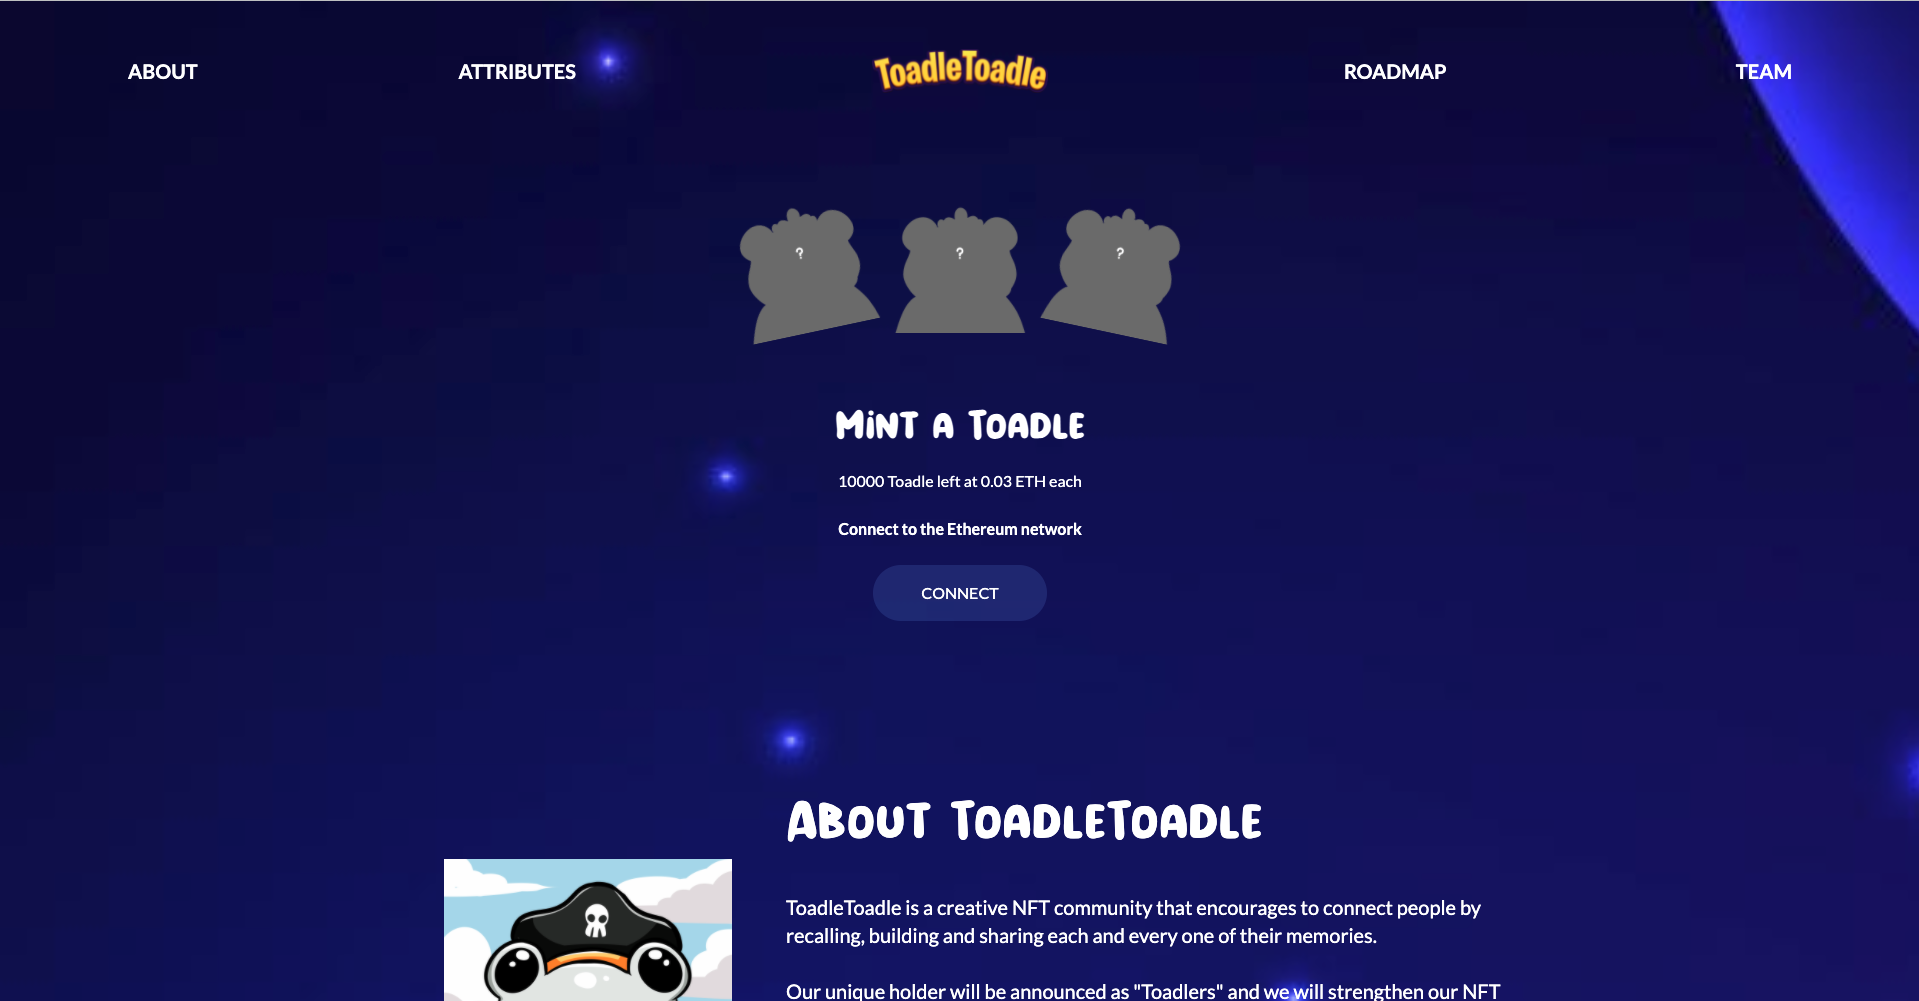 ABOUT
ATTRIBUTES
ToadleToadle
ROADMAP
TEAM
? ? ?
MiNT A TOADLE
10000 Toadle left at 0.03 ETH each
Connect to the Ethereum network
CONNECT
ABOUT TOADLETOADLE
ToadleToadle is a creative NFT community that encourages to connect people by
recalling, building and sharing each and every one of their memories.
Our unique holder will be announced as "Toadlers" and we will strengthen our NFT